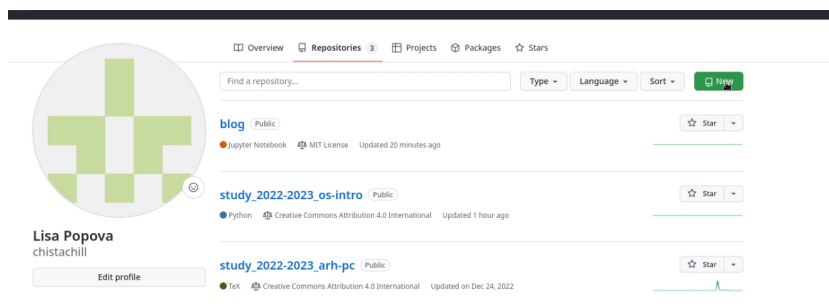 Overview Repositories 3 Projects Packages Stars
Find a repository... Type Language Sort New
blog Public Star
Jupyter Notebook MIT License Updated 20 minutes ago
study_2022-2023_os-intro Public Star
Python Creative Commons Attribution 4.0 International Updated 1 hour ago
Lisa Popova
chistachill
Edit profile
study_2022-2023_arh-pc Public Star
TeX Creative Commons Attribution 4.0 International Updated on Dec 24, 2022